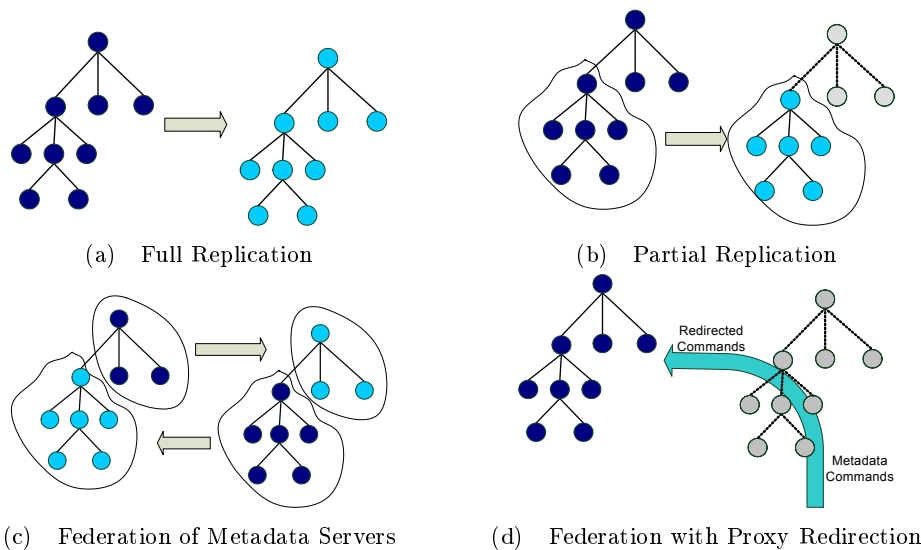 (a) Full Replication
(b) Partial Replication
Redirected
Commands
Metadata
Commands
(c) Federation of Metadata Servers
(d) Federation with Proxy Redirection